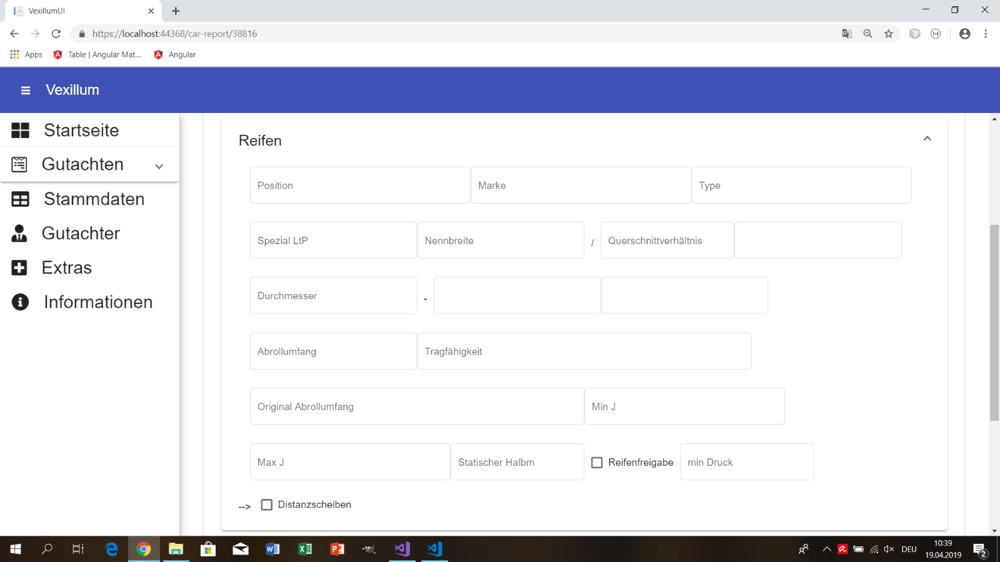 VexillumUI
https://localhost:44368/car-report/38816
Apps Table | Angular Mat... Angular
Vexillum
Startseite
Gutachten
Stammdaten
Gutachter
Extras
Informationen
Reifen
Position Marke Type
Spezial LtP Nennbreite / Querschnittverhältnis
Durchmesser -
Abrollumfang Tragfähigkeit
Original Abrollumfang Min J
Max J Statischer Halbm Reifenfreigabe min Druck
--> Distanzscheiben
DEU 10:39
19.04.2019 2